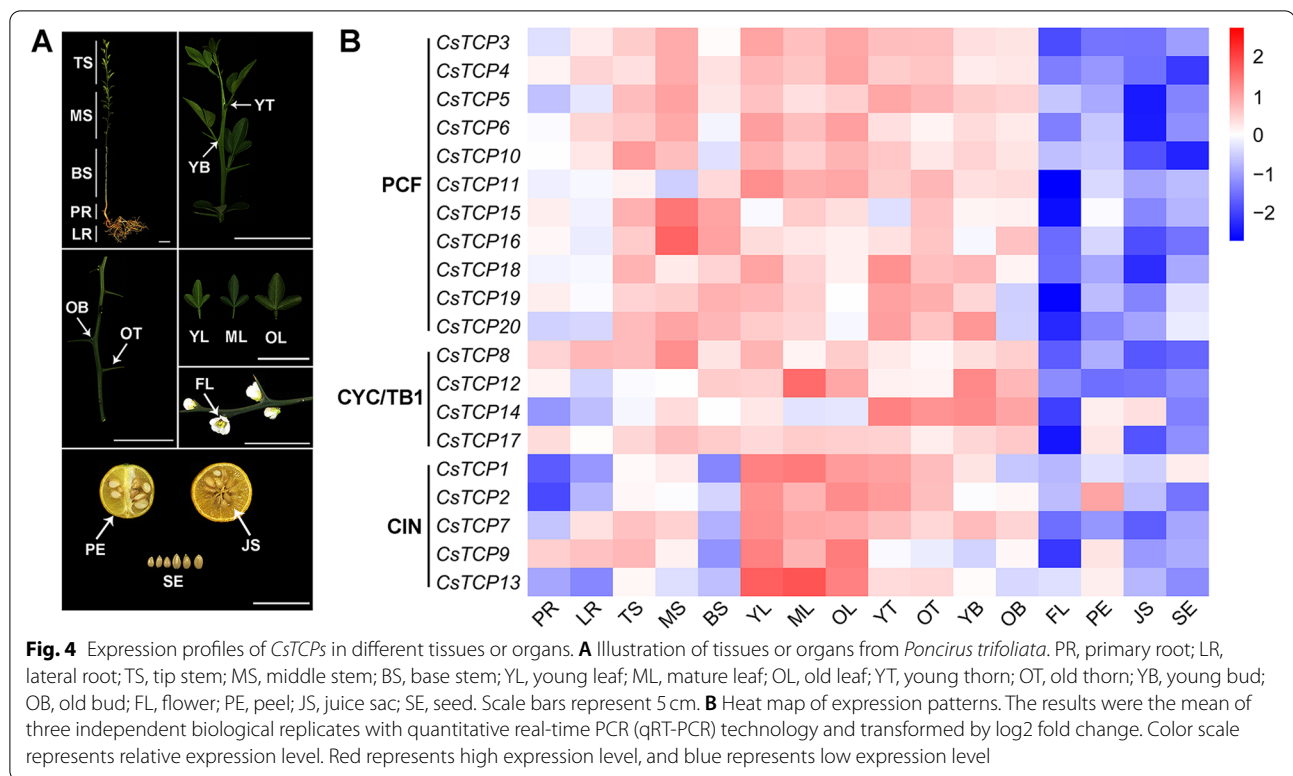 A
TS
MS
BS
PR
LR
YT
YB
OB
OT
YL ML OL
FL
PE
JS
SE
B
PCF
CYC/TB1
CIN
CsTCP3
CsTCP4
CsTCP5
CsTCP6
CsTCP10
CsTCP11
CsTCP15
CsTCP16
CsTCP18
CsTCP19
CsTCP20
CsTCP8
CsTCP12
CsTCP14
CsTCP17
CsTCP1
CsTCP2
CsTCP7
CsTCP9
CsTCP13
PR LR TS MS BS YL ML OL YT OT YB OB FL PE JS SE
2
1
0
−1
−2
Fig. 4 Expression profiles of CsTCPs in different tissues or organs. A Illustration of tissues or organs from Poncirus trifoliata. PR, primary root; LR,
lateral root; TS, tip stem; MS, middle stem; BS, base stem; YL, young leaf; ML, mature leaf; OL, old leaf; YT, young thorn; OT, old thorn; YB, young bud;
OB, old bud; FL, flower; PE, peel; JS, juice sac; SE, seed. Scale bars represent 5 cm. B Heat map of expression patterns. The results were the mean of
three independent biological replicates with quantitative real-time PCR (qRT-PCR) technology and transformed by log2 fold change. Color scale
represents relative expression level. Red represents high expression level, and blue represents low expression level